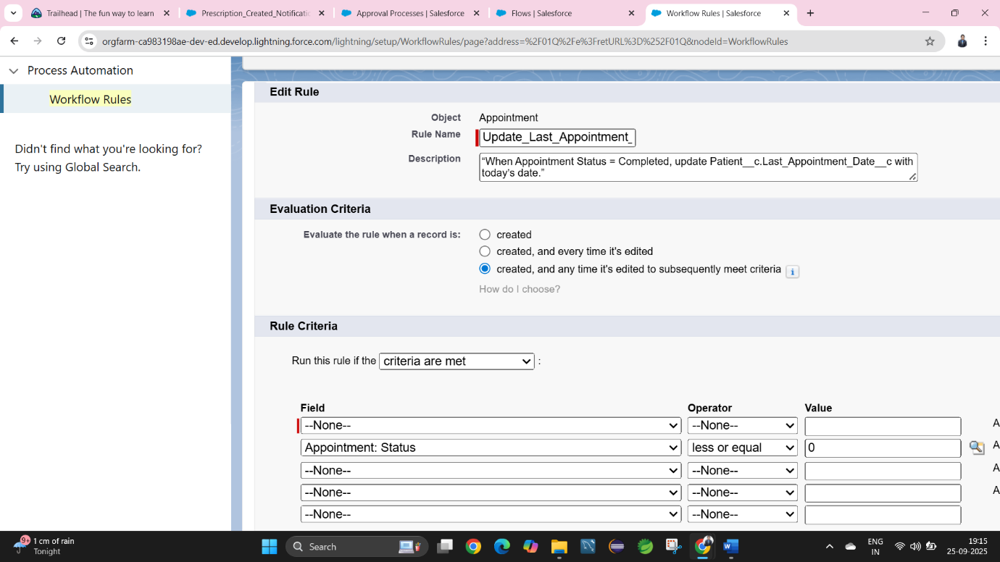 Trailhead | The fun way to learn
Prescription_Created_Notificati
Approval Processes | Salesforce
Flows | Salesforce
Workflow Rules | Salesforce
orgfarm-ca983198ae-dev-ed.develop.lightning.force.com/lightning/setup/WorkflowRules/page?address=%2F01Q%2Fe%3FretURL%3D%252F01Q&nodeId=WorkflowRules
Process Automation
Workflow Rules
Didn't find what you're looking for?
Try using Global Search.
Edit Rule
Object Appointment
Rule Name Update_Last_Appointment_
Description “When Appointment Status = Completed, update Patient__c.Last_Appointment_Date__c with
today’s date.”
Evaluation Criteria
Evaluate the rule when a record is: created
created, and every time it's edited
created, and any time it's edited to subsequently meet criteria i
How do I choose?
Rule Criteria
Run this rule if the criteria are met :
Field Operator Value
--None-- --None-- A
Appointment: Status less or equal 0 A
--None-- --None-- A
--None-- --None-- A
--None-- --None--
9+ 1 cm of rain
Tonight
Search
W
ENG
IN
19:15
25-09-2025